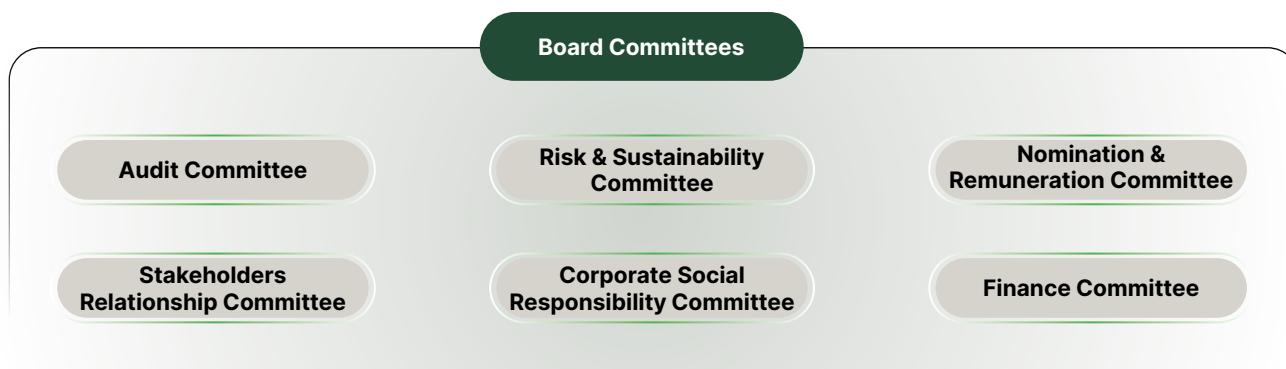 Board Committees
Audit Committee
Risk & Sustainability
Committee
Nomination &
Remuneration Committee
Stakeholders
Relationship Committee
Corporate Social
Responsibility Committee
Finance Committee